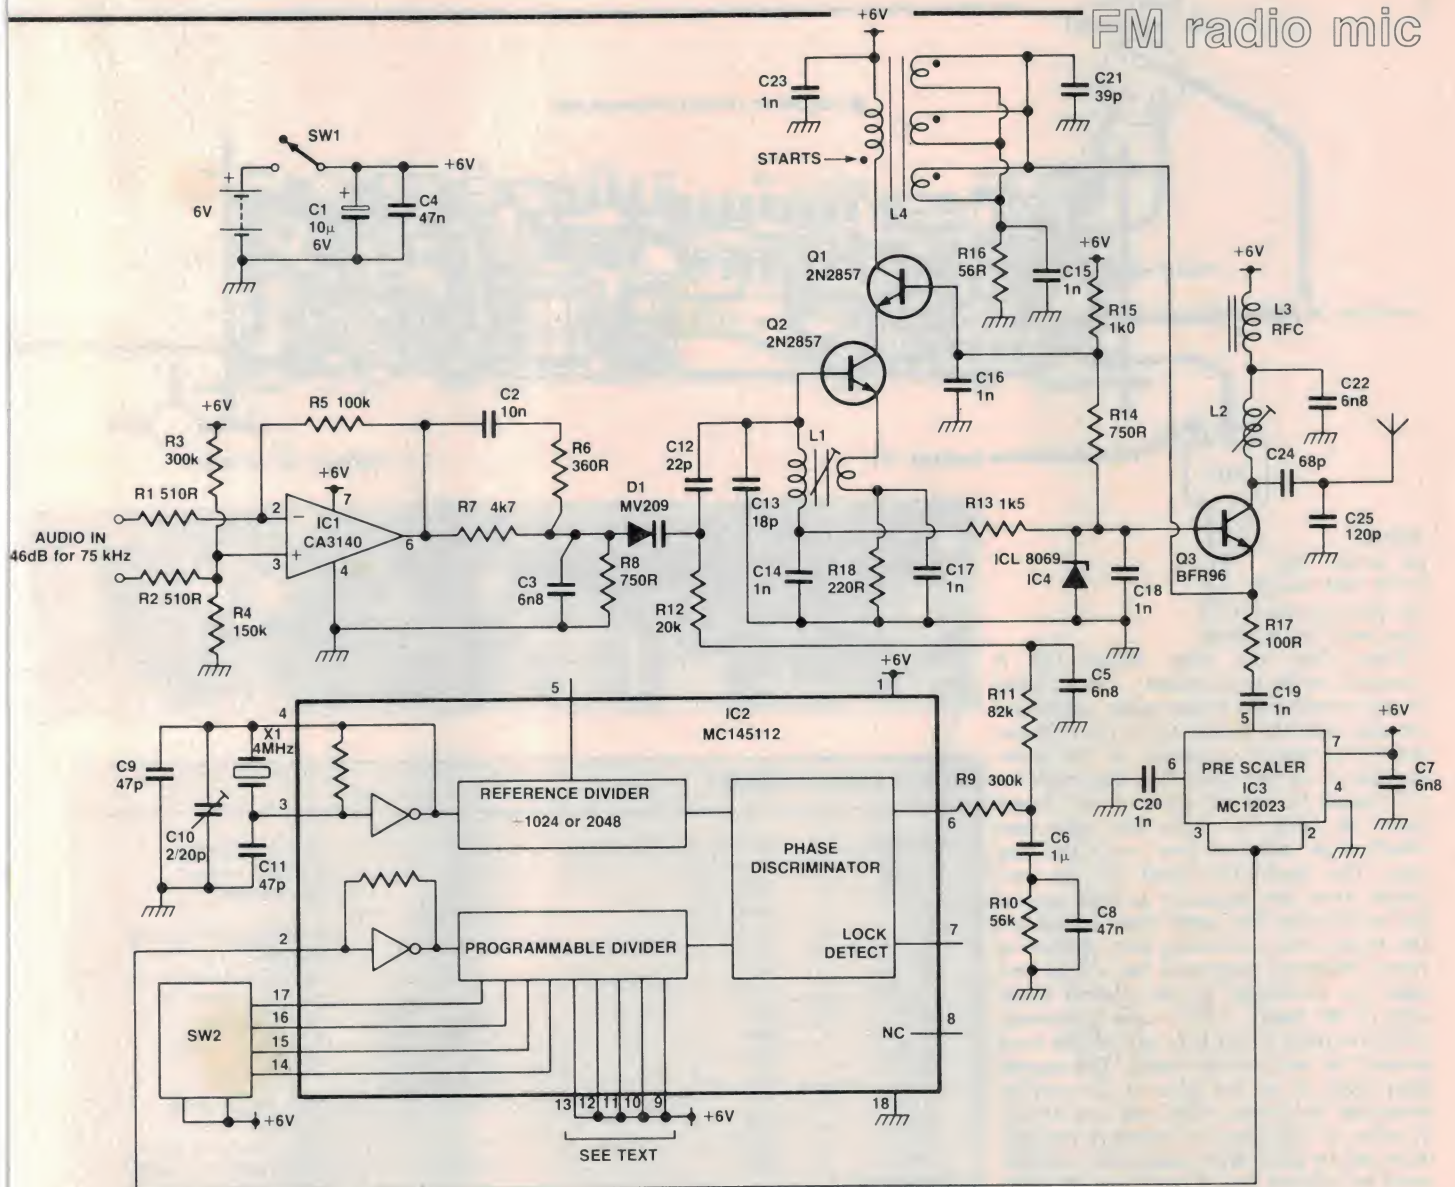 FM radio mic
+6V
C23
1n
C21
39p
SW1
+6V
+
6V
+
C1
10µ
6V
C4
47n
STARTS
L4
Q1
2N2857
R16
56R
C15
1n
+6V
R15
1k0
+6V
L3
RFC
Q2
2N2857
C16
1n
R14
750R
C22
6n8
L2
C24
68p
C25
120p
+6V
R5 100k
C2
10n
R3
300k
R6
360R
C12
22p
L1
R1 510R
+6V
7
2
−
IC1
CA3140
6
+
3
4
R7 4k7
D1
MV209
C13
18p
R13 1k5
AUDIO IN
46dB for 75 kHz
R2 510R
R4
150k
C3
6n8
R8
750R
R12
20k
C14
1n
R18
220R
C17
1n
ICL 8069
IC4
C18
1n
Q3
BFR96
R17
100R
+6V
1
5
C5
6n8
R11
82k
C19
1n
5
4
X1
4MHz
IC2
MC145112
+6V
C9
47p
3
C10
2/20p
C11
47p
REFERENCE DIVIDER
÷1024 or 2048
PHASE
DISCRIMINATOR
R9 300k
6
6
PRE SCALER
IC3
MC12023
7
4
C7
6n8
C20
1n
3
2
C6
1µ
2
PROGRAMMABLE DIVIDER
LOCK
DETECT
7
R10
56k
C8
47n
SW2
17
16
15
14
NC
8
13
12
11
10
9
18
+6V
+6V
SEE TEXT